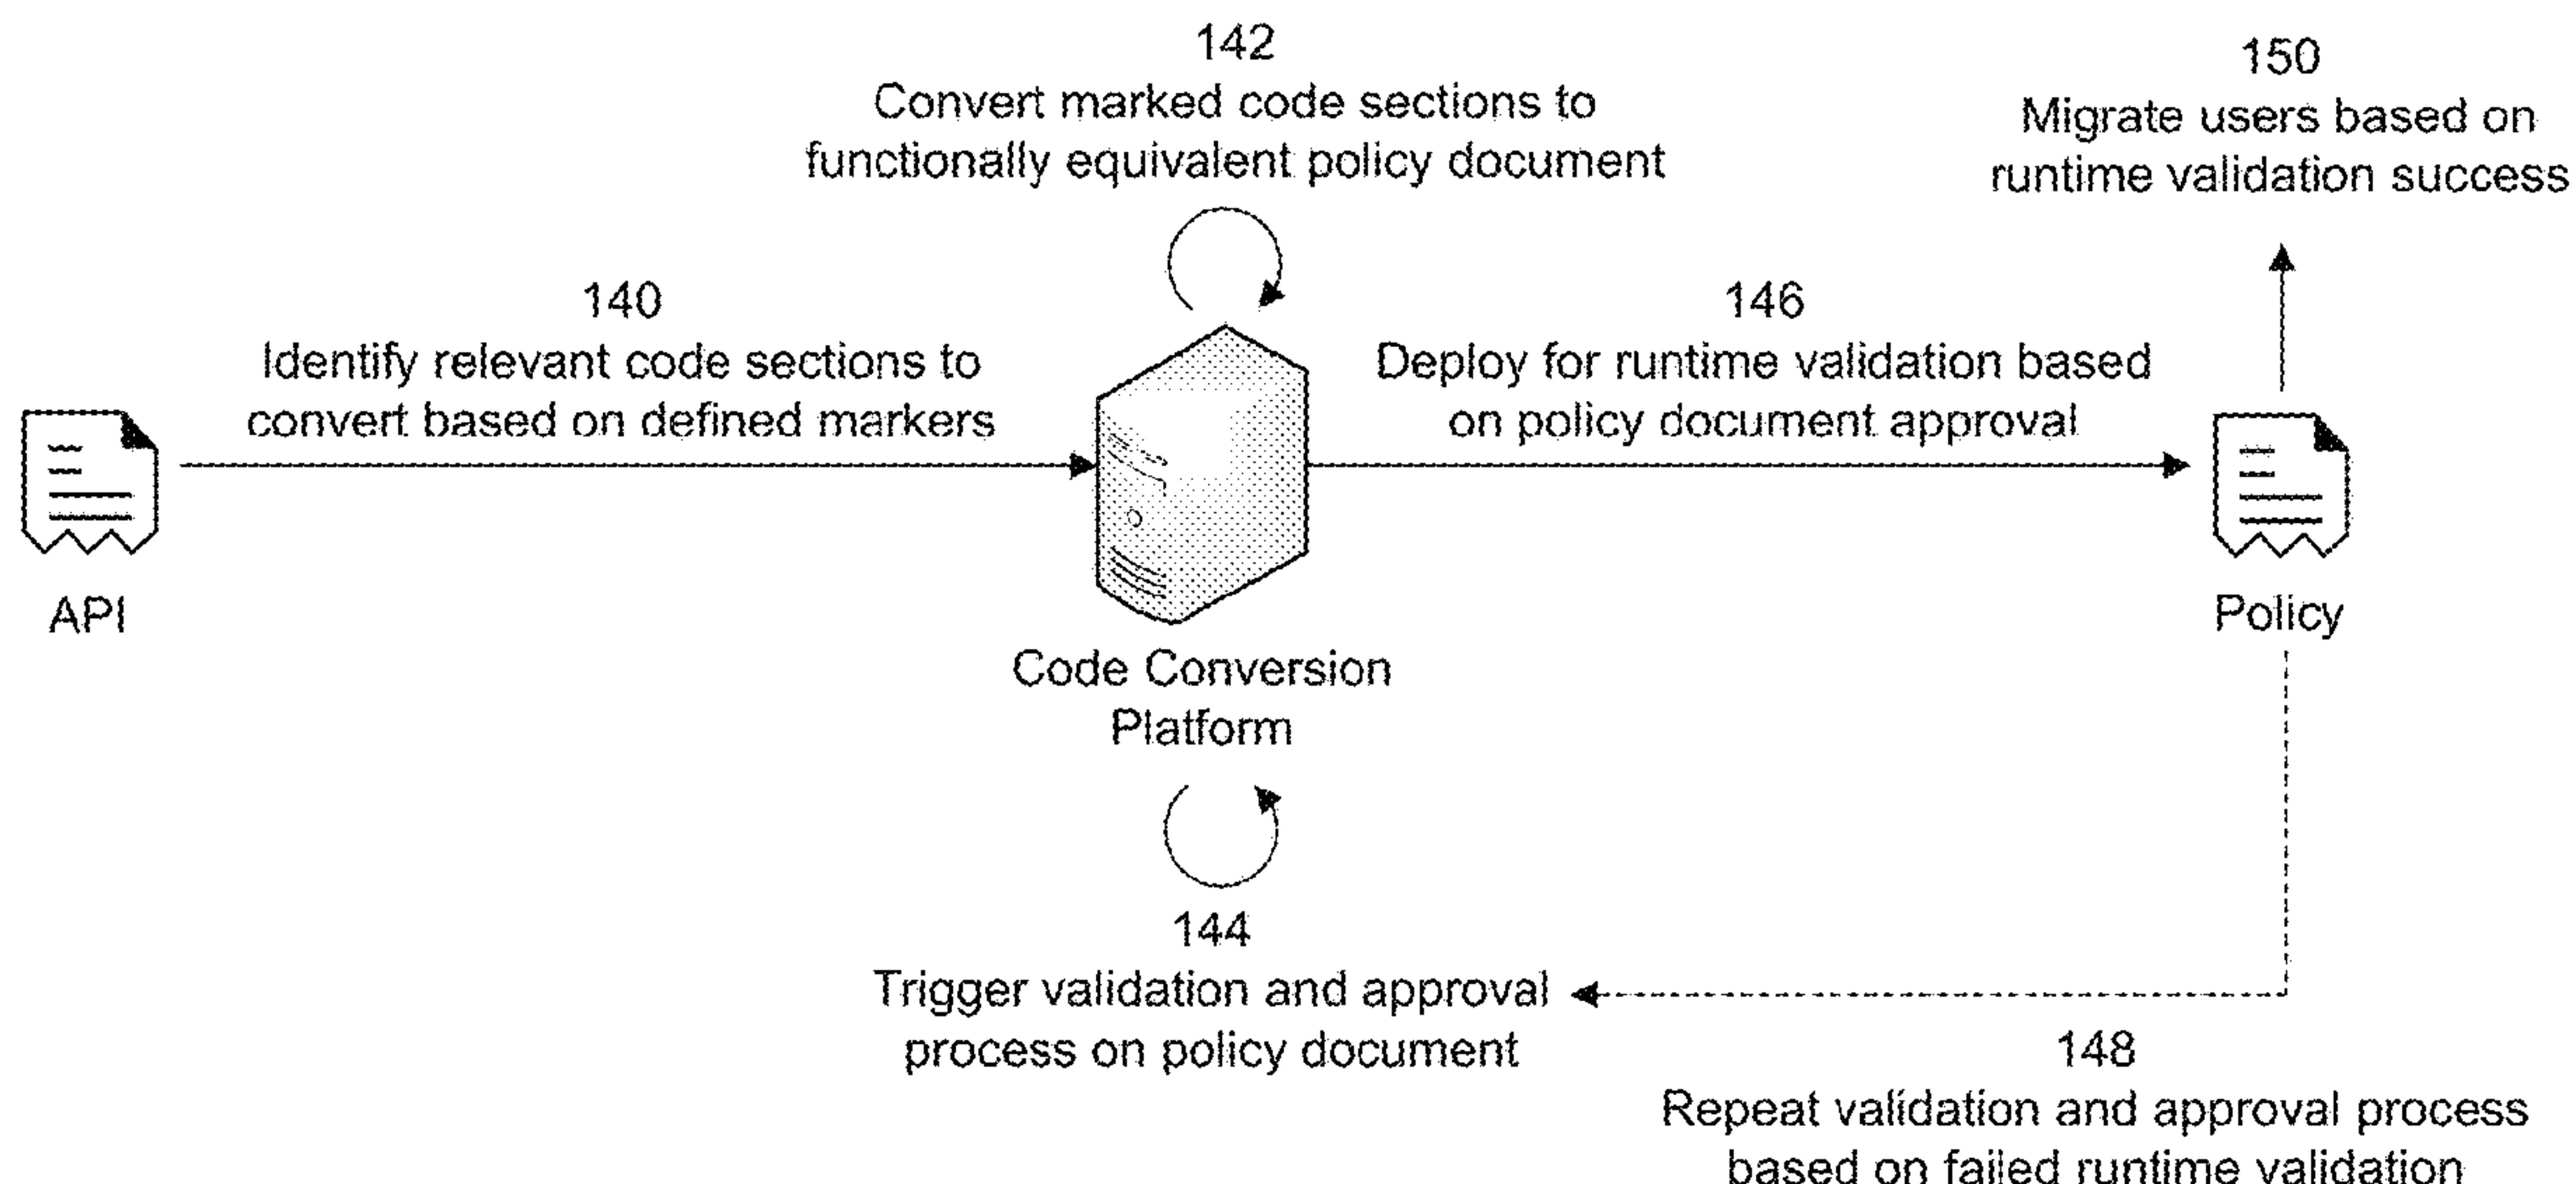 142
Convert marked code sections to
functionally equivalent policy document
150
Migrate users based on
runtime validation success
140
Identify relevant code sections to
convert based on defined markers
146
Deploy for runtime validation based
on policy document approval
API
Code Conversion
Platform
Policy
144
Trigger validation and approval
process on policy document
148
Repeat validation and approval process
based on failed runtime validation